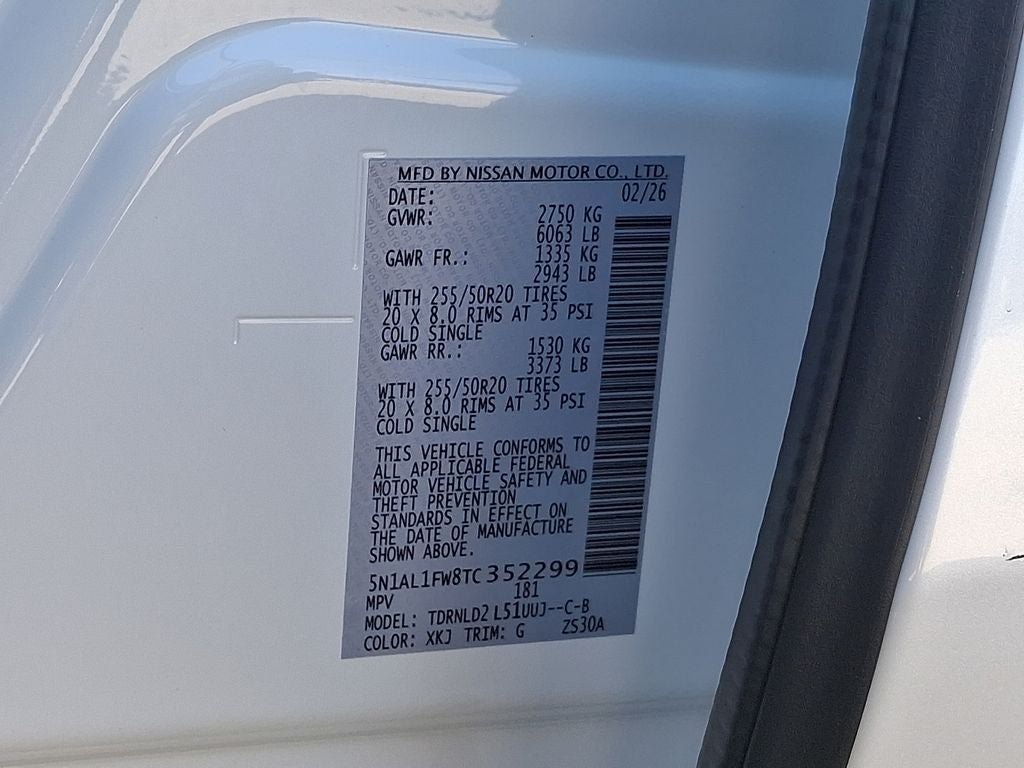 MFD BY NISSAN MOTOR CO., LTD.
DATE: 02/26
GVWR: 2750 KG
6063 LB
GAWR FR.: 1335 KG
2943 LB
WITH 255/50R20 TIRES
20 X 8.0 RIMS AT 35 PSI
COLD SINGLE
GAWR RR.: 1530 KG
3373 LB
WITH 255/50R20 TIRES
20 X 8.0 RIMS AT 35 PSI
COLD SINGLE
THIS VEHICLE CONFORMS TO
ALL APPLICABLE FEDERAL
MOTOR VEHICLE SAFETY AND
THEFT PREVENTION
STANDARDS IN EFFECT ON
THE DATE OF MANUFACTURE
SHOWN ABOVE.
5N1AL1FW8TC352299
MPV 181
MODEL: TDRNLD2 L51UUJ--C-B
COLOR: XKJ TRIM: G ZS30A